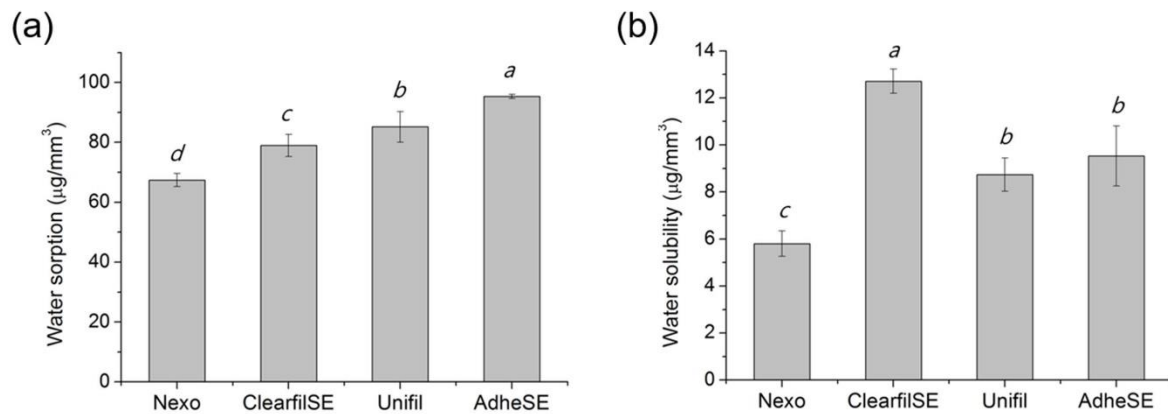 (a)
Water sorption (μg/mm³)
100
80
60
40
20
0
d
c
b
a
Nexo ClearfilSE Unifil AdheSE
(b)
Water solubility (μg/mm³)
14
12
10
8
6
4
2
0
c
a
b
b
Nexo ClearfilSE Unifil AdheSE